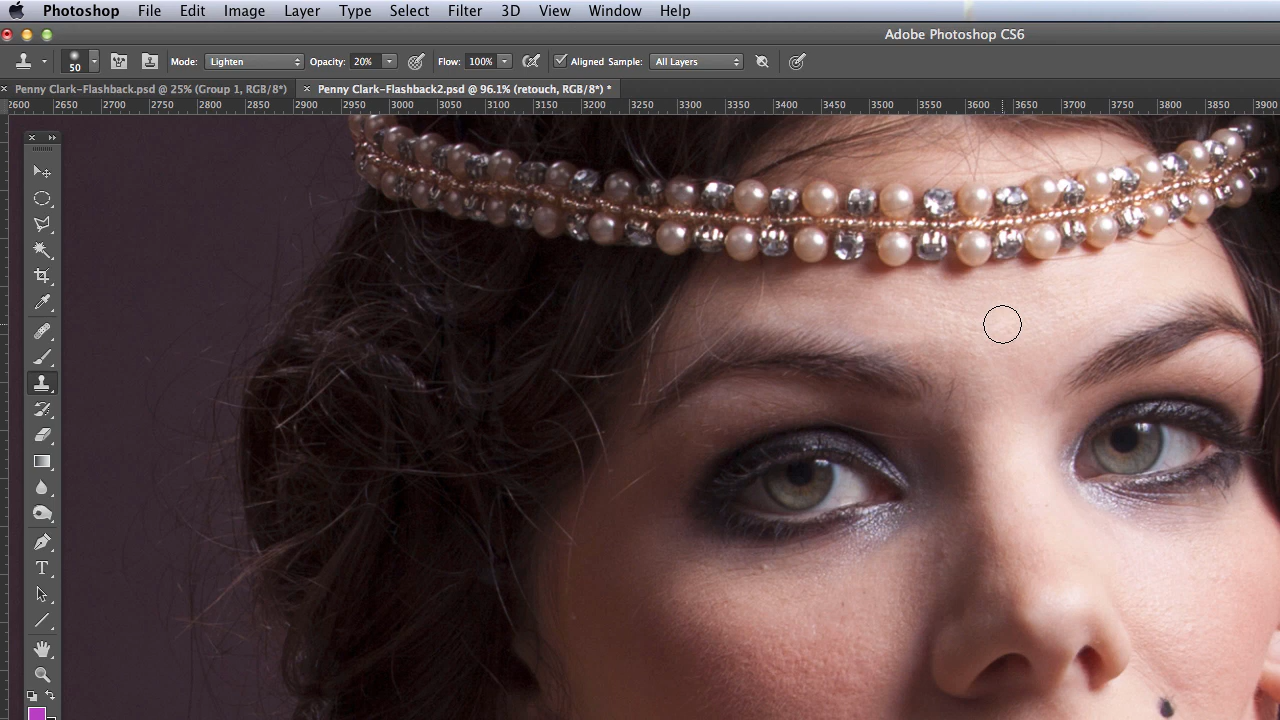 Photoshop File Edit Image Layer Type Select Filter 3D View Window Help
Adobe Photoshop CS6
50 Mode: Lighten Opacity: 20% Flow: 100% Aligned Sample: All Layers
× Penny Clark-Flashback.psd @ 25% (Group 1, RGB/8*) × Penny Clark-Flashback2.psd @ 96.1% (retouch, RGB/8*) *
2600 2650 2700 2750 2800 2850 2900 2950 3000 3050 3100 3150 3200 3250 3300 3350 3400 3450 3500 3550 3600 3650 3700 3750 3800 3850 3900
T